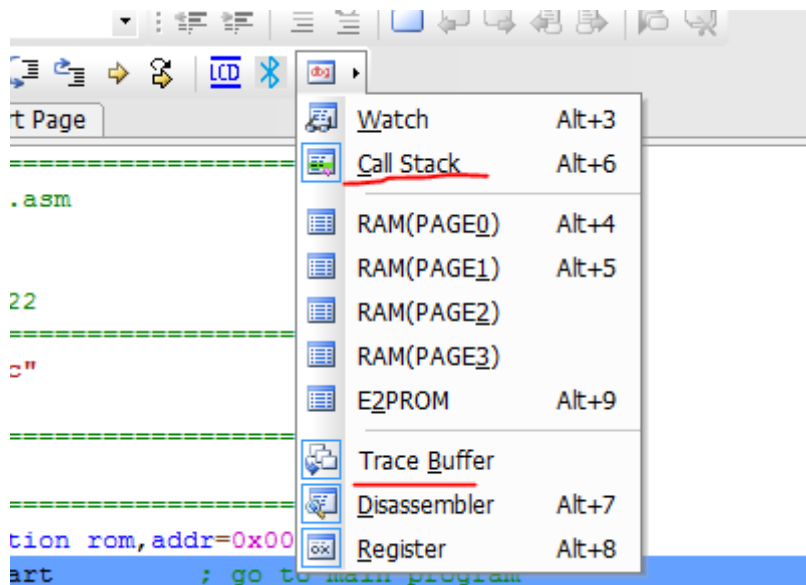 LCD
dbg
t Page
Watch Alt+3
Call Stack Alt+6
.asm
RAM(PAGE0) Alt+4
RAM(PAGE1) Alt+5
22
RAM(PAGE2)
====================
RAM(PAGE3)
c"
E2PROM Alt+9
====================
Trace Buffer
====================
Disassembler Alt+7
tion rom,addr=0x00
Register Alt+8
art ; go to main program